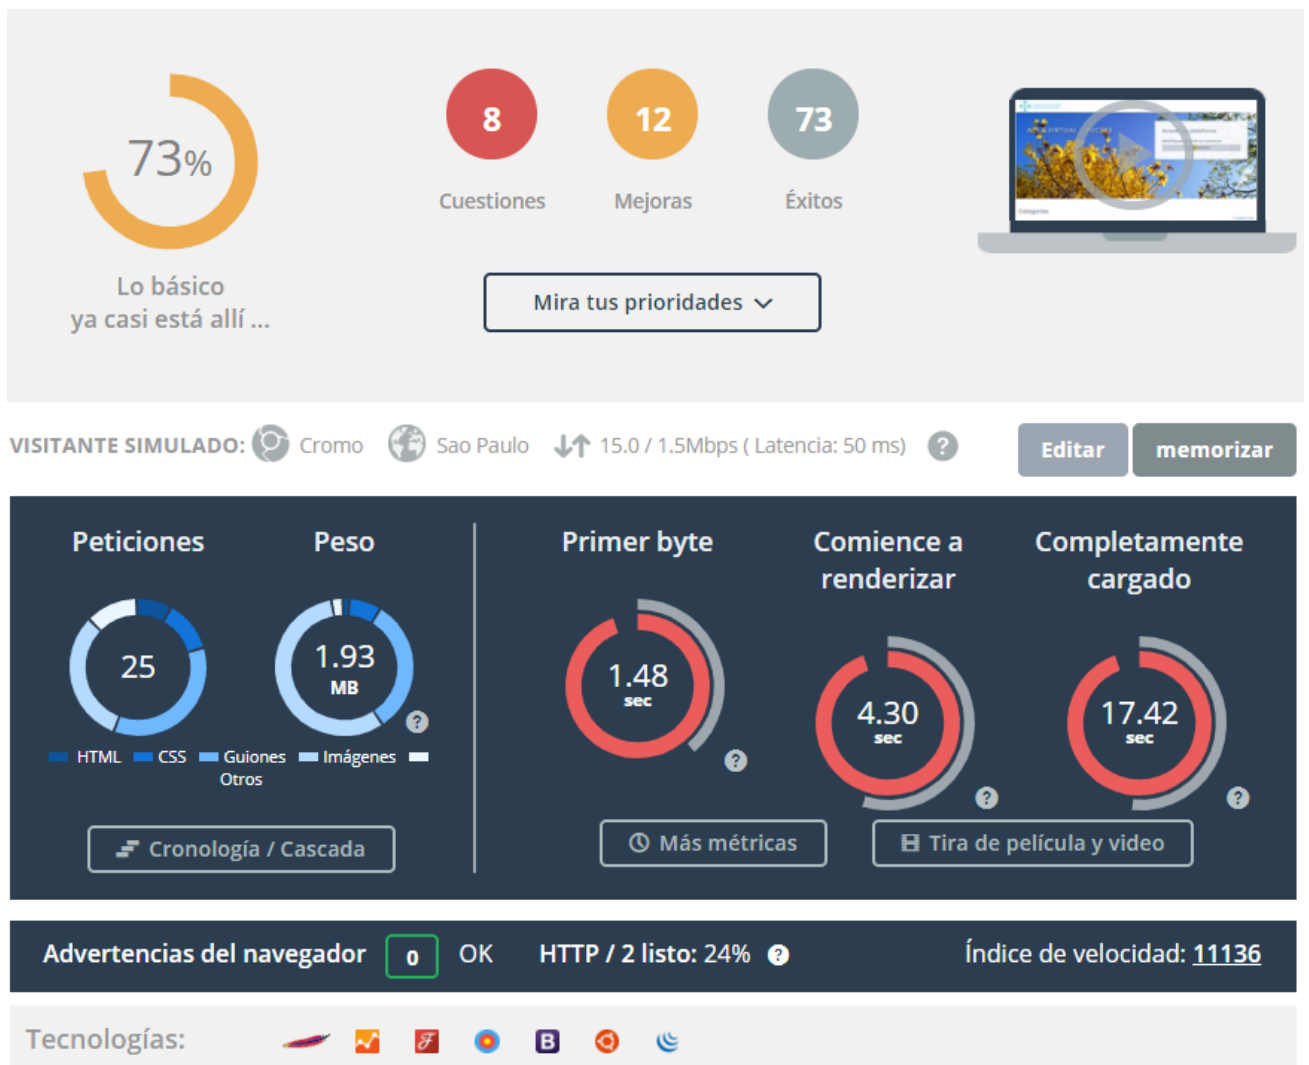 73%
Lo básico
ya casi está allí ...
8
Cuestiones
12
Mejoras
73
Éxitos
Mira tus prioridades
VISITANTE SIMULADO: Cromo Sao Paulo 15.0 / 1.5Mbps ( Latencia: 50 ms) ?
Editar
memorizar
Peticiones
25
Peso
1.93
MB
?
HTML CSS Guiones Imágenes
Otros
Cronología / Cascada
Primer byte
1.48
sec
?
Comience a
renderizar
4.30
sec
?
Completamente
cargado
17.42
sec
?
Más métricas
Tira de película y video
Advertencias del navegador 0 OK HTTP / 2 listo: 24% ? Índice de velocidad: 11136
Tecnologías:
B